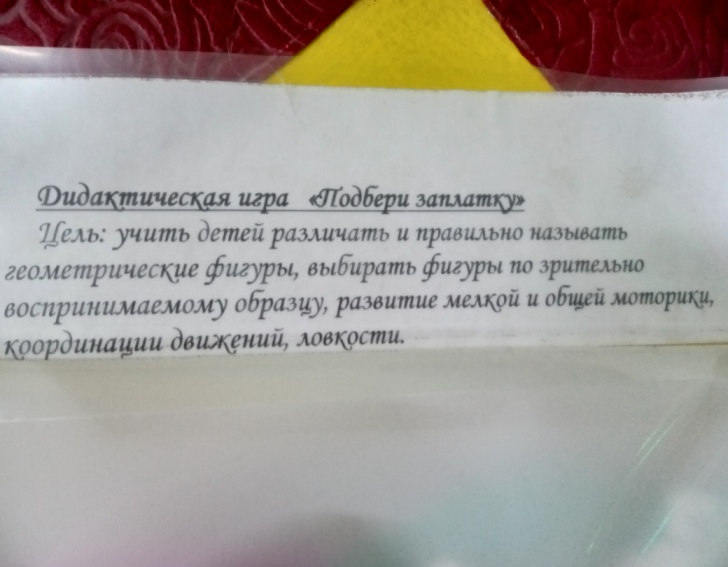 Дидактическая игра «Подбери заплатку»
Цель: учить детей различать и правильно называть
геометрические фигуры, выбирать фигуры по зрительно
воспринимаемому образцу, развитие мелкой и общей моторики,
координации движений, ловкости.